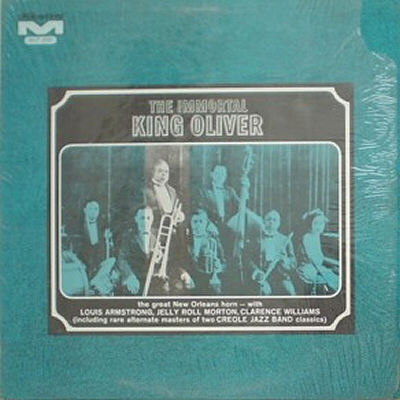 THE IMMORTAL
KING OLIVER
the great New Orleans horn — with
LOUIS ARMSTRONG, JELLY ROLL MORTON, CLARENCE WILLIAMS
(including rare alternate masters of two CREOLE JAZZ BAND classics)